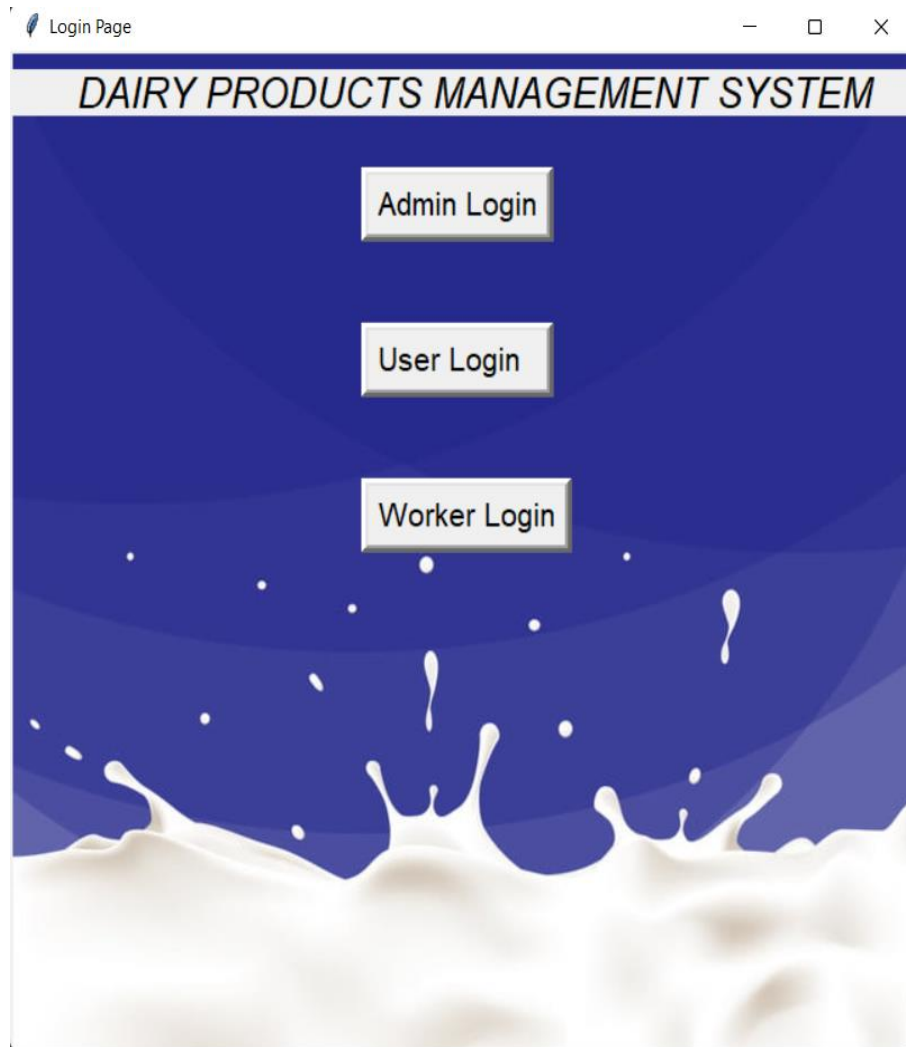 Login Page
DAIRY PRODUCTS MANAGEMENT SYSTEM
Admin Login
User Login
Worker Login